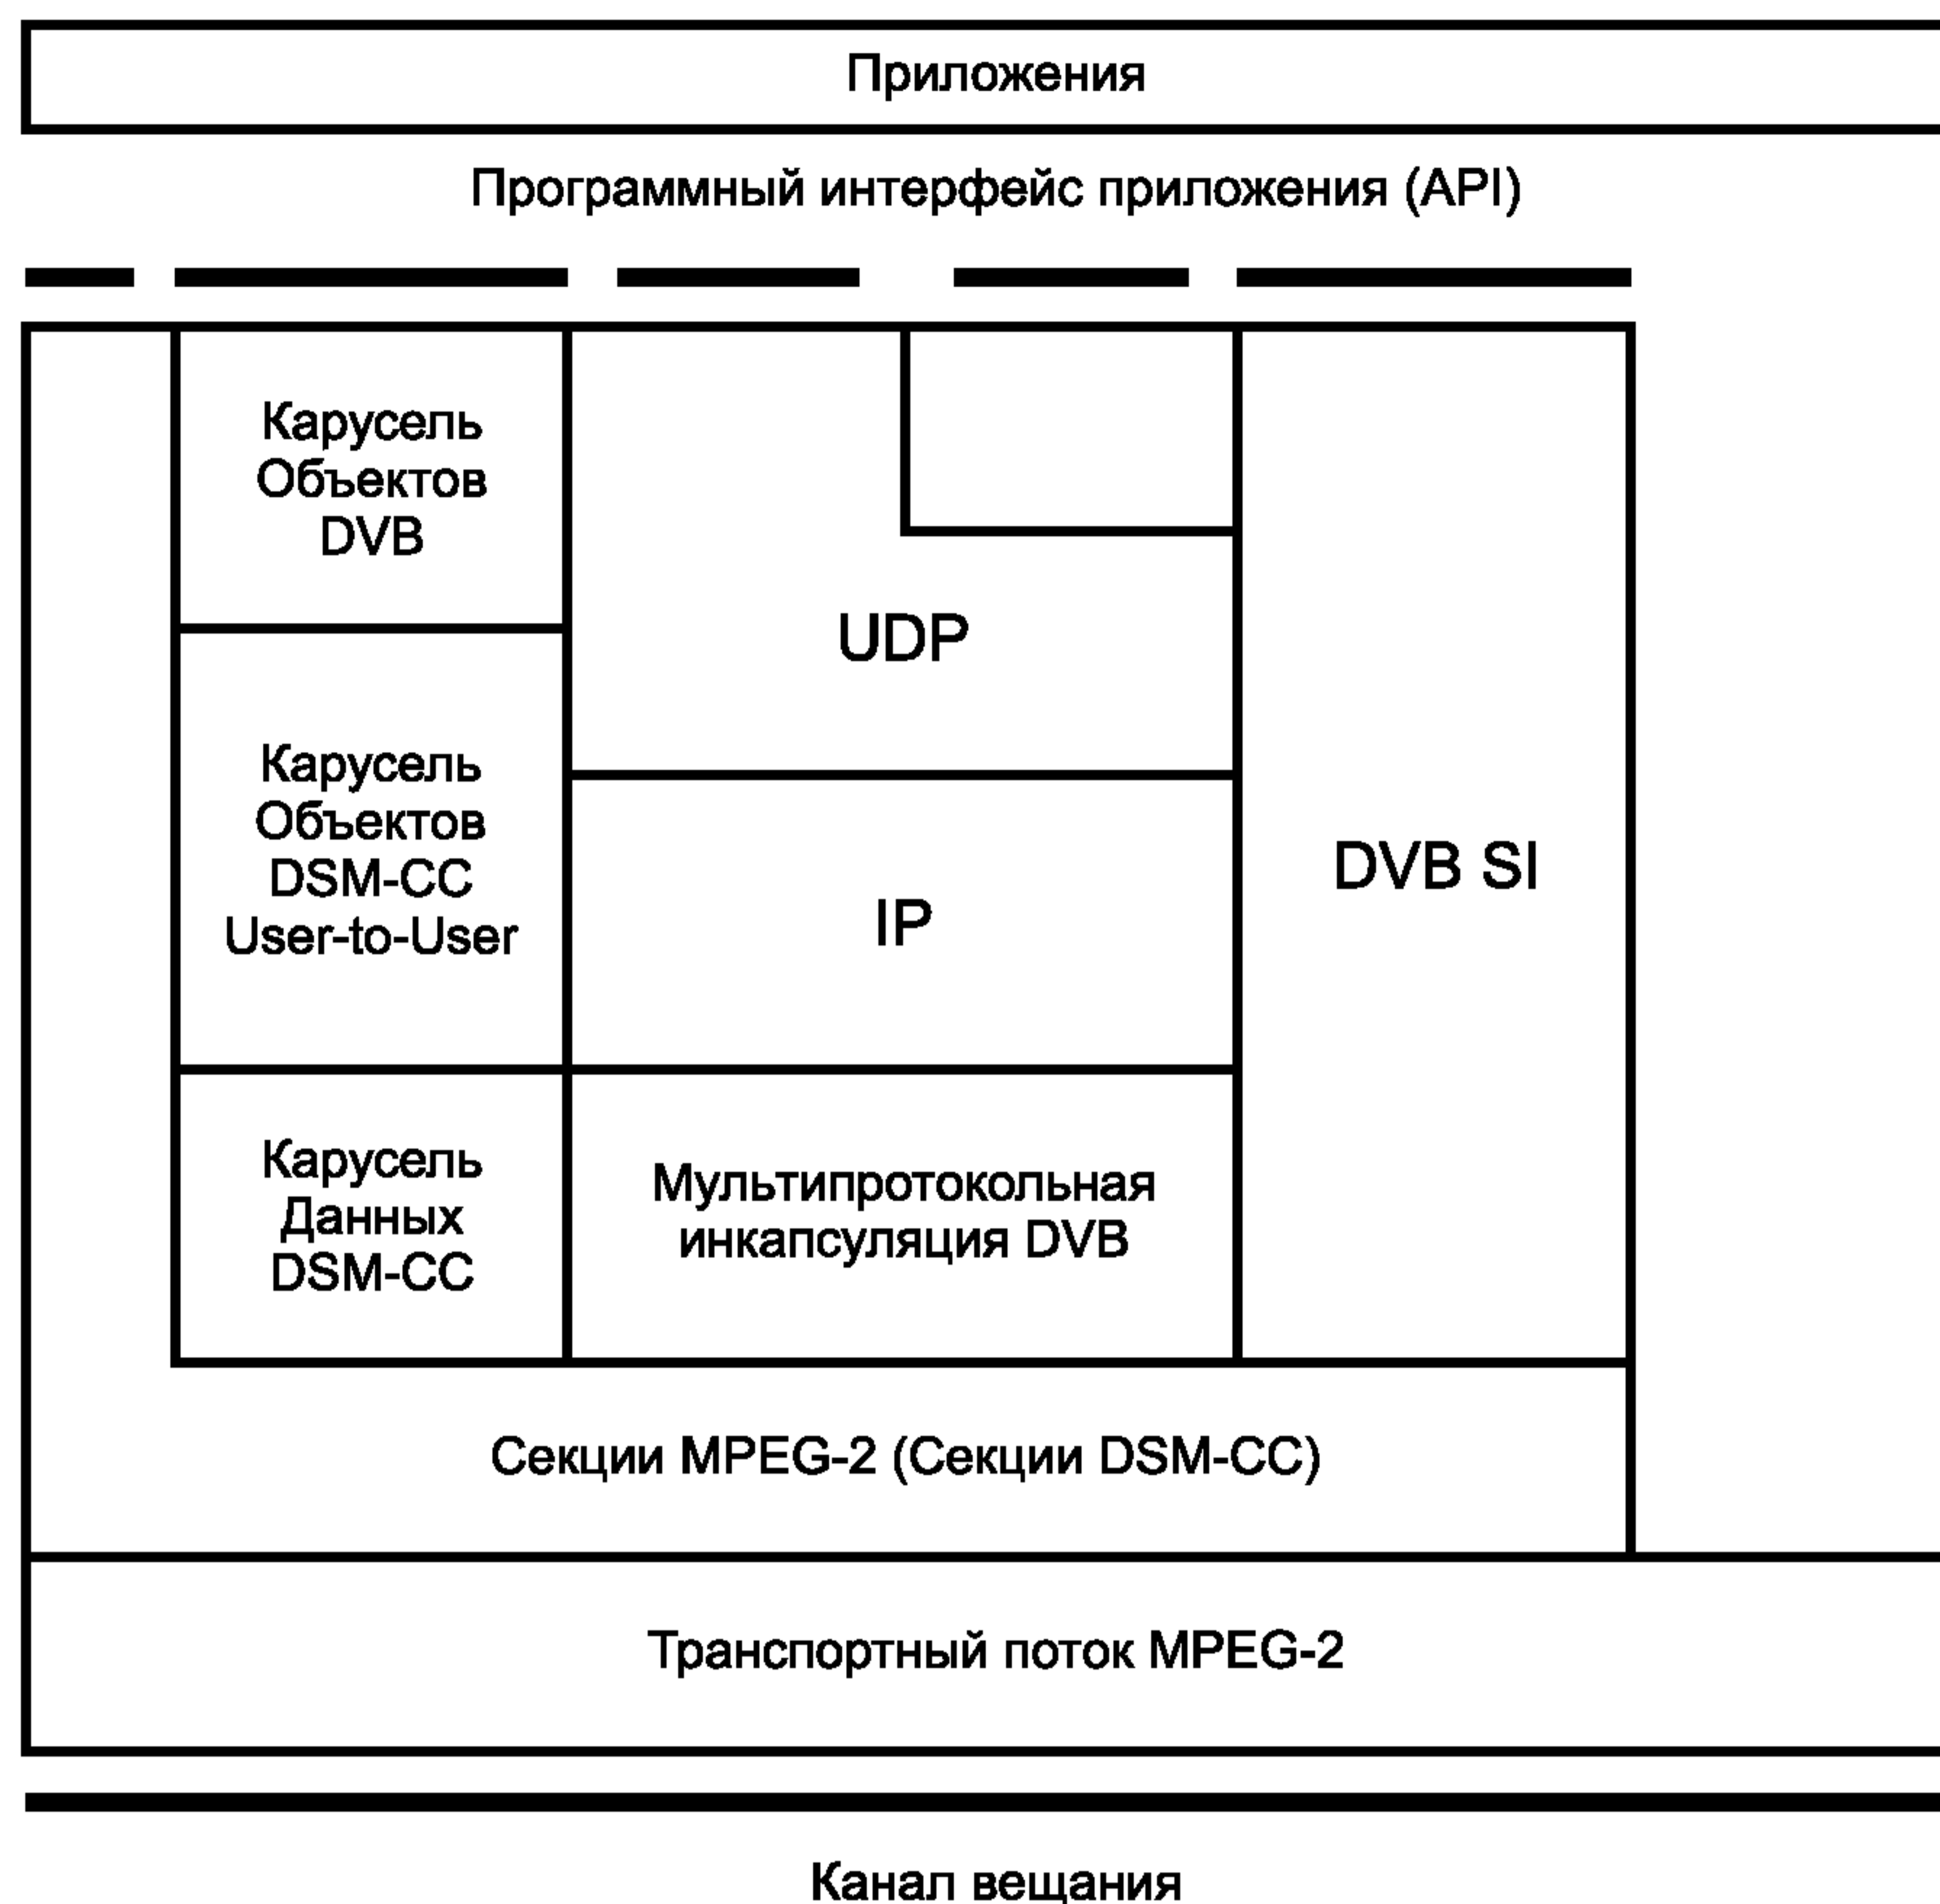 Приложения
Программный интерфейс приложения (API)
Карусель
Объектов
DVB
UDP
Карусель
Объектов
DSM-CC
User-to-User
IP
DVB SI
Карусель
Данных
DSM-CC
Мультипротокольная
инкапсуляция DVB
Секции MPEG-2 (Секции DSM-CC)
Транспортный поток MPEG-2
Канал вещания